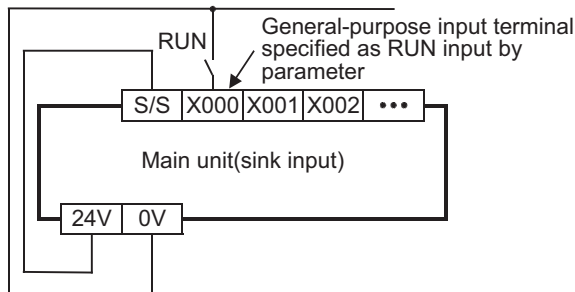 General-purpose input terminal
RUN specified as RUN input by
parameter
S/S X000 X001 X002 •••
Main unit(sink input)
24V 0V